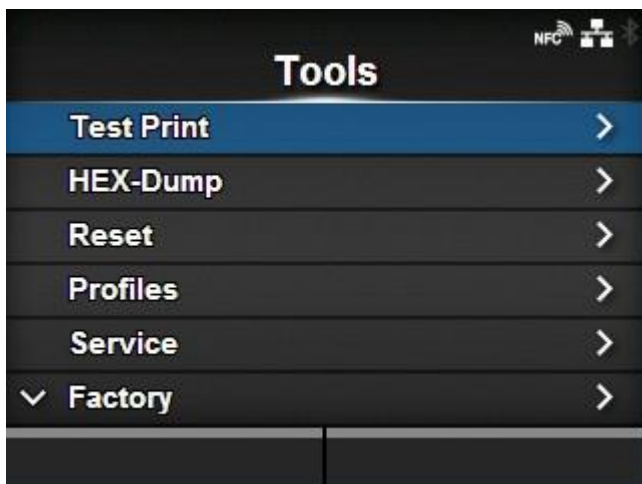 NFC
Tools
Test Print
HEX-Dump
Reset
Profiles
Service
Factory